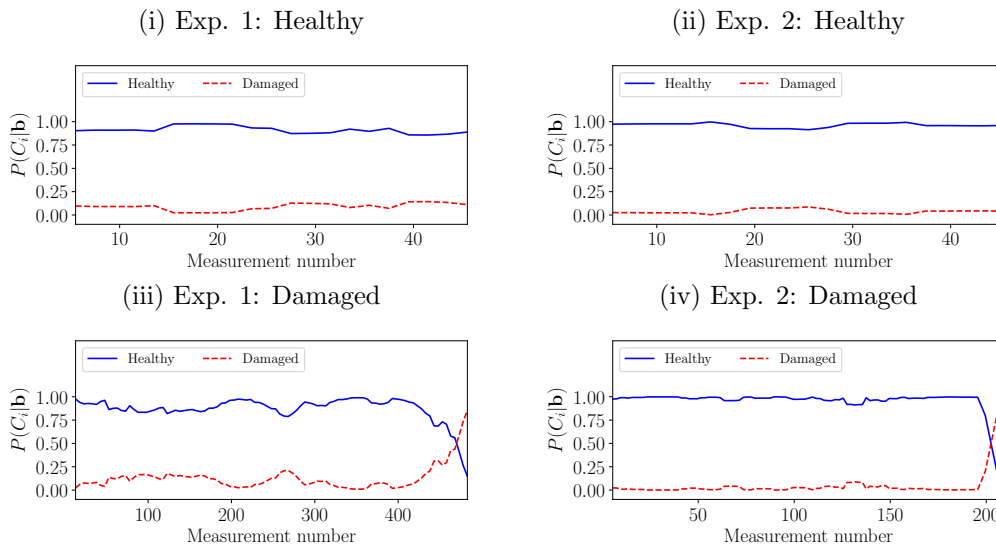 (i) Exp. 1: Healthy
Healthy Damaged
1.00
0.75
0.50
0.25
0.00
P(C_i|b)
10 20 30 40
Measurement number
(ii) Exp. 2: Healthy
Healthy Damaged
1.00
0.75
0.50
0.25
0.00
P(C_i|b)
10 20 30 40
Measurement number
(iii) Exp. 1: Damaged
Healthy Damaged
1.00
0.75
0.50
0.25
0.00
P(C_i|b)
100 200 300 400
Measurement number
(iv) Exp. 2: Damaged
Healthy Damaged
1.00
0.75
0.50
0.25
0.00
P(C_i|b)
50 100 150 200
Measurement number